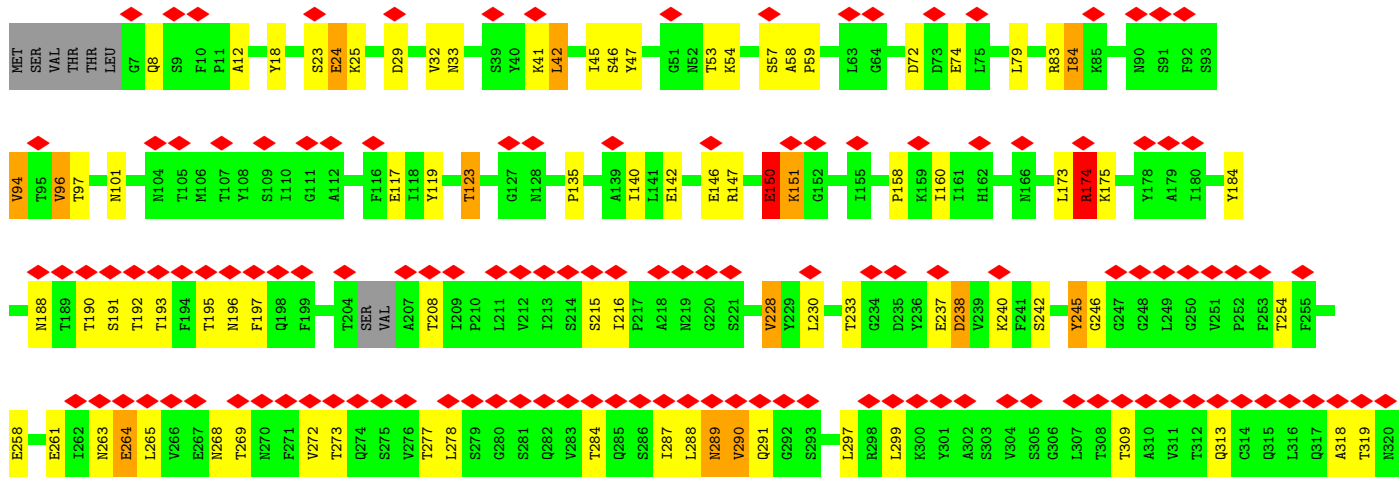 MET SER VAL THR THR LEU G7 Q8 S9 F10 P11 A12 Y18 S23 E24 K25 D29 V32 N33 S39 Y40 K41 L42 I45 S46 Y47 G51 N52 T53 K54 S57 A58 P59 L63 G64 D72 D73 E74 L75 L79 R83 I84 K85 N90 S91 F92 S93
V94 T95 V96 T97 N101 N104 T105 M106 T107 Y108 S109 I110 G111 A112 F116 E117 I118 Y119 T123 G127 N128 P135 A139 I140 L141 E142 E146 R147 E150 K151 G152 I155 P158 K159 I160 I161 H162 N166 L173 R174 K175 Y178 A179 I180 Y184
N188 T189 T190 S191 T192 T193 F194 T195 N196 F197 Q198 F199 T204 SER VAL A207 T208 I209 P210 L211 V212 I213 S214 S215 I216 P217 A218 N219 G220 S221 V228 Y229 L230 T233 G234 D235 Y236 E237 D238 V239 K240 F241 S242 Y245 G246 G247 G248 L249 G250 V251 P252 F253 T254 F255
E258 E261 I262 N263 E264 L265 V266 E267 N268 T269 N270 F271 V272 T273 Q274 S275 V276 T277 L278 S279 G280 S281 Q282 V283 T284 Q285 S286 I287 L288 N289 V290 Q291 G292 S293 L297 R298 L299 K300 Y301 A302 S303 V304 S305 G306 L307 T308 T309 A310 V311 T312 Q313 G314 Q315 L316 Q317 A318 T319 N320